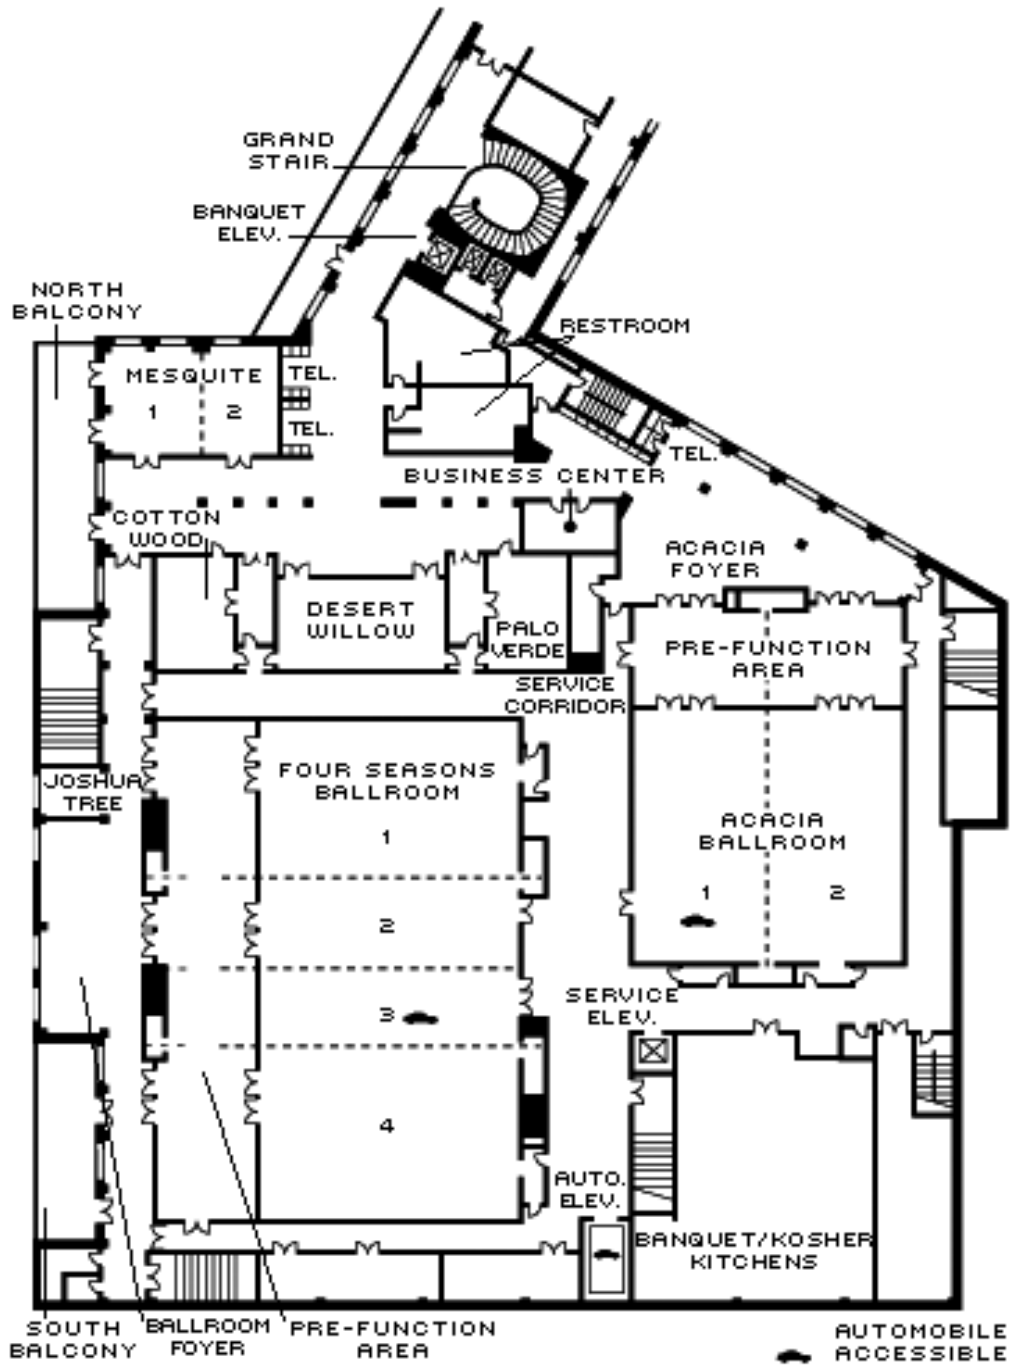 GRAND
STAIR
BANQUET
ELEV.
NORTH
BALCONY
RESTROOM
MESQUITE
1
2
TEL.
TEL.
TEL.
BUSINESS CENTER
COTTON
WOOD
ACACIA
FOYER
DESERT
WILLOW
PALO
VERDE
PRE-FUNCTION
AREA
SERVICE
CORRIDOR
JOSHUA
TREE
FOUR SEASONS
BALLROOM
1
2
3
4
ACACIA
BALLROOM
1
2
SERVICE
ELEV.
AUTO.
ELEV.
BANQUET/KOSHER
KITCHENS
SOUTH
BALCONY
BALLROOM
FOYER
PRE-FUNCTION
AREA
AUTOMOBILE
ACCESSIBLE